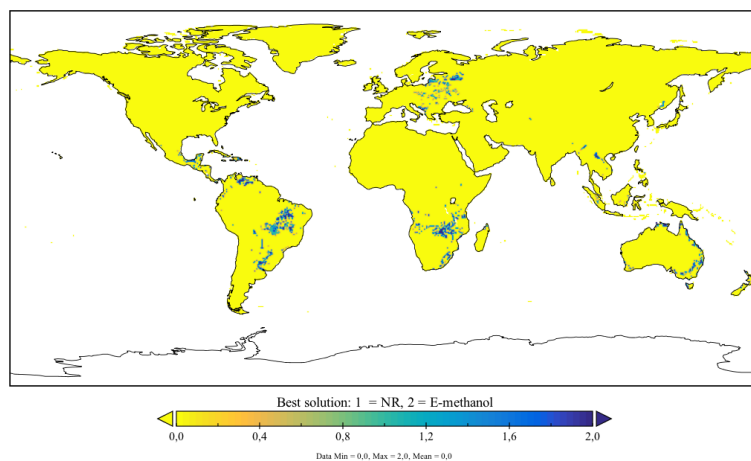 Best solution: 1 = NR, 2 = E-methanol
0,0 0,4 0,8 1,2 1,6 2,0
Data Min = 0,0, Max = 2,0, Mean = 0,0